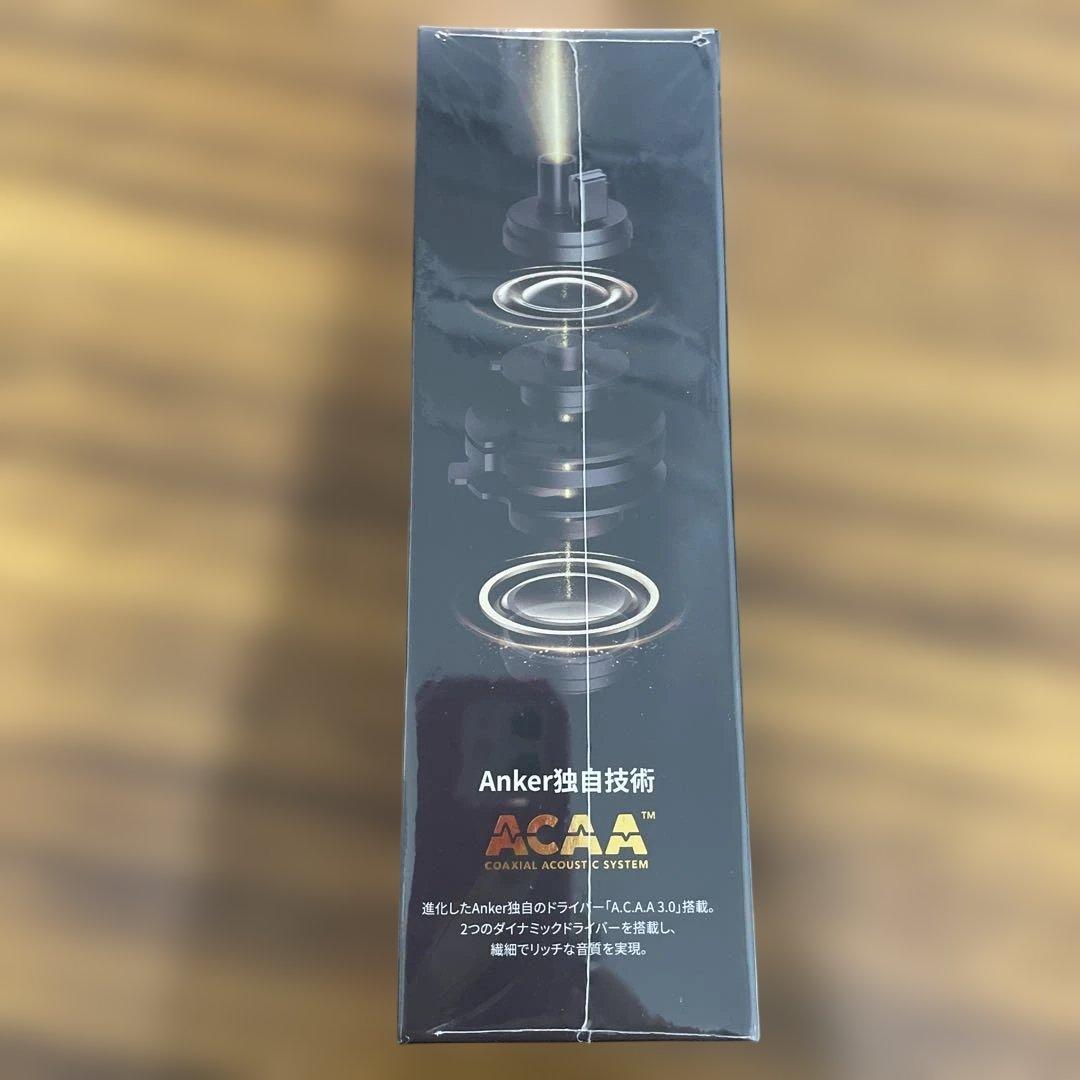 Anker独自技術
ACAA™
COAXIAL ACOUSTIC SYSTEM
進化したAnker独自のドライバー「A.C.A.A 3.0」搭載。
2つのダイナミックドライバーを搭載し、
繊細でリッチな音質を実現。